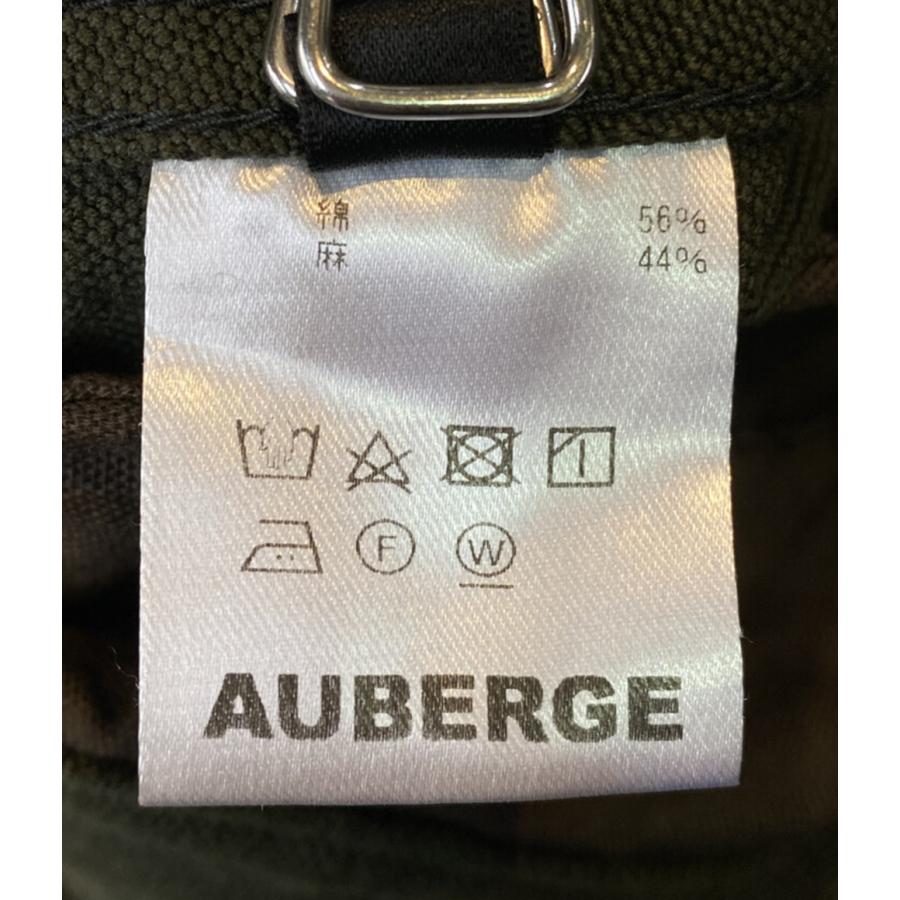 綿 56%
麻 44%
F W
AUBERGE